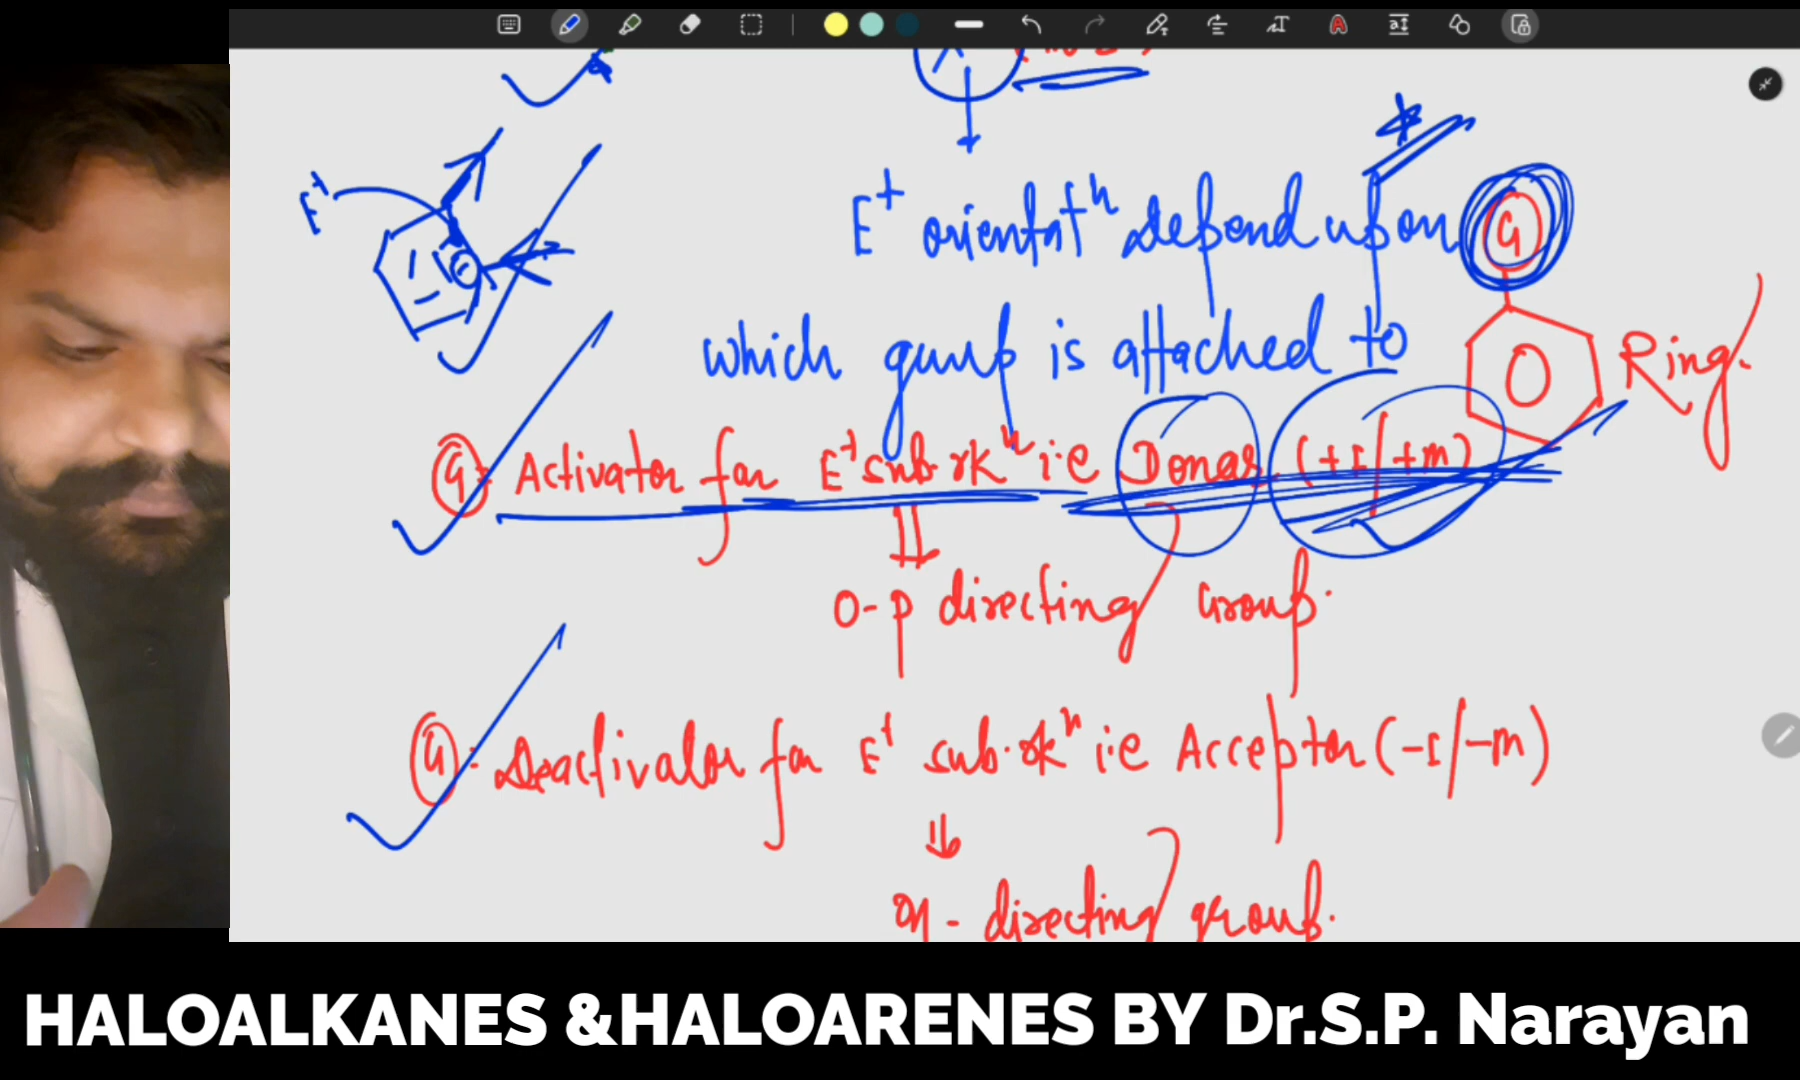 E⁺
E⁺ orientatⁿ depend upon G
which group is attached to
Ring.
G: Activator for E⁺ sub. rkⁿ i.e Donar (+I/+m)
O-p directing Group.
G: Deactivator for E⁺ sub. rkⁿ i.e Acceptor (-I/-m)
m - directing group.
HALOALKANES &HALOARENES BY Dr.S.P. Narayan